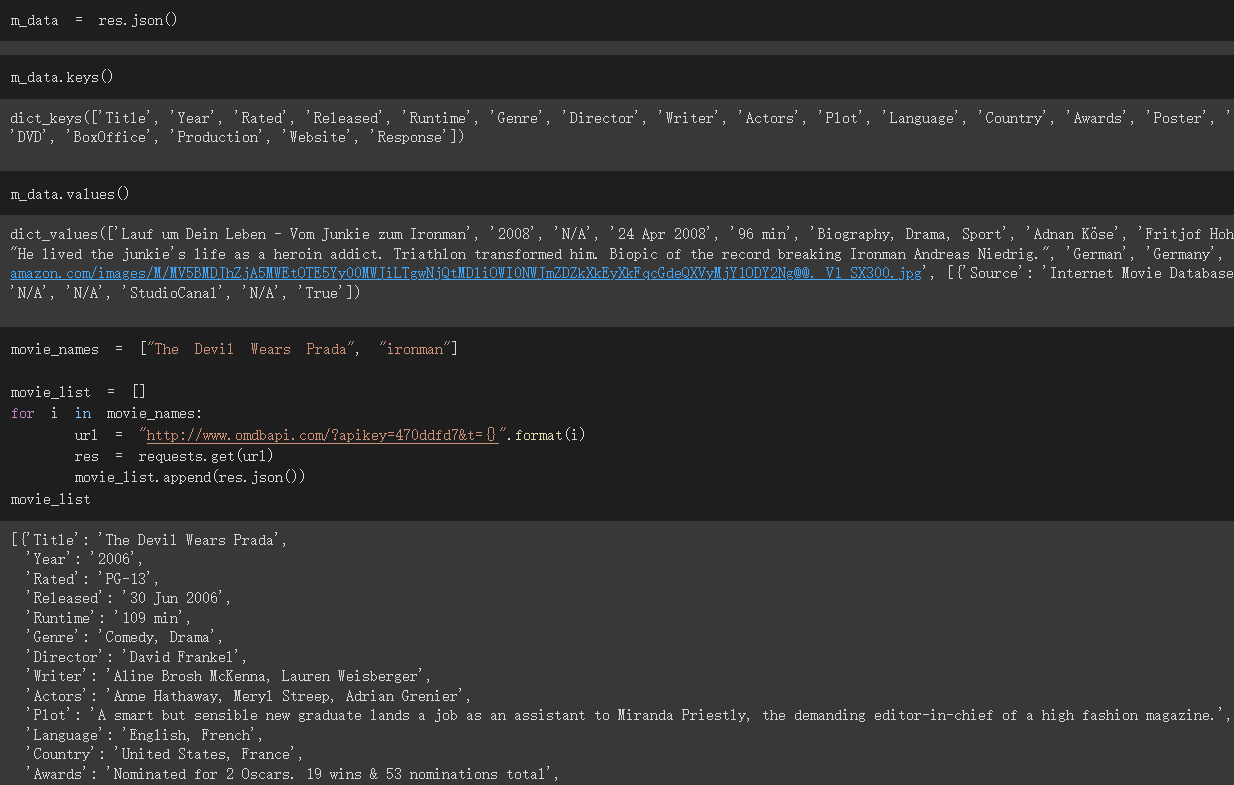 m_data = res.json()
m_data.keys()
dict_keys(['Title', 'Year', 'Rated', 'Released', 'Runtime', 'Genre', 'Director', 'Writer', 'Actors', 'Plot', 'Language', 'Country', 'Awards', 'Poster', '
'DVD', 'BoxOffice', 'Production', 'Website', 'Response'])
m_data.values()
dict_values(['Lauf um Dein Leben - Vom Junkie zum Ironman', '2008', 'N/A', '24 Apr 2008', '96 min', 'Biography, Drama, Sport', 'Adnan Köse', 'Fritjof Hoh
"He lived the junkie's life as a heroin addict. Triathlon transformed him. Biopic of the record breaking Ironman Andreas Niedrig.", 'German', 'Germany',
amazon.com/images/M/MV5BMDJhZjA5MWEtOTE5Yy00MWJiLTgwNjQtMD1iOWI0NWJmZDZkXkEyXkFqcGdeQXVyMjY1ODY2Ng@@._V1_SX300.jpg', [{'Source': 'Internet Movie Database
'N/A', 'N/A', 'StudioCanal', 'N/A', 'True'])
movie_names = ["The Devil Wears Prada", "ironman"]
movie_list = []
for i in movie_names:
url = "http://www.omdbapi.com/?apikey=470ddfd7&t={}".format(i)
res = requests.get(url)
movie_list.append(res.json())
movie_list
[{'Title': 'The Devil Wears Prada',
'Year': '2006',
'Rated': 'PG-13',
'Released': '30 Jun 2006',
'Runtime': '109 min',
'Genre': 'Comedy, Drama',
'Director': 'David Frankel',
'Writer': 'Aline Brosh McKenna, Lauren Weisberger',
'Actors': 'Anne Hathaway, Meryl Streep, Adrian Grenier',
'Plot': 'A smart but sensible new graduate lands a job as an assistant to Miranda Priestly, the demanding editor-in-chief of a high fashion magazine.',
'Language': 'English, French',
'Country': 'United States, France',
'Awards': 'Nominated for 2 Oscars. 19 wins & 53 nominations total',